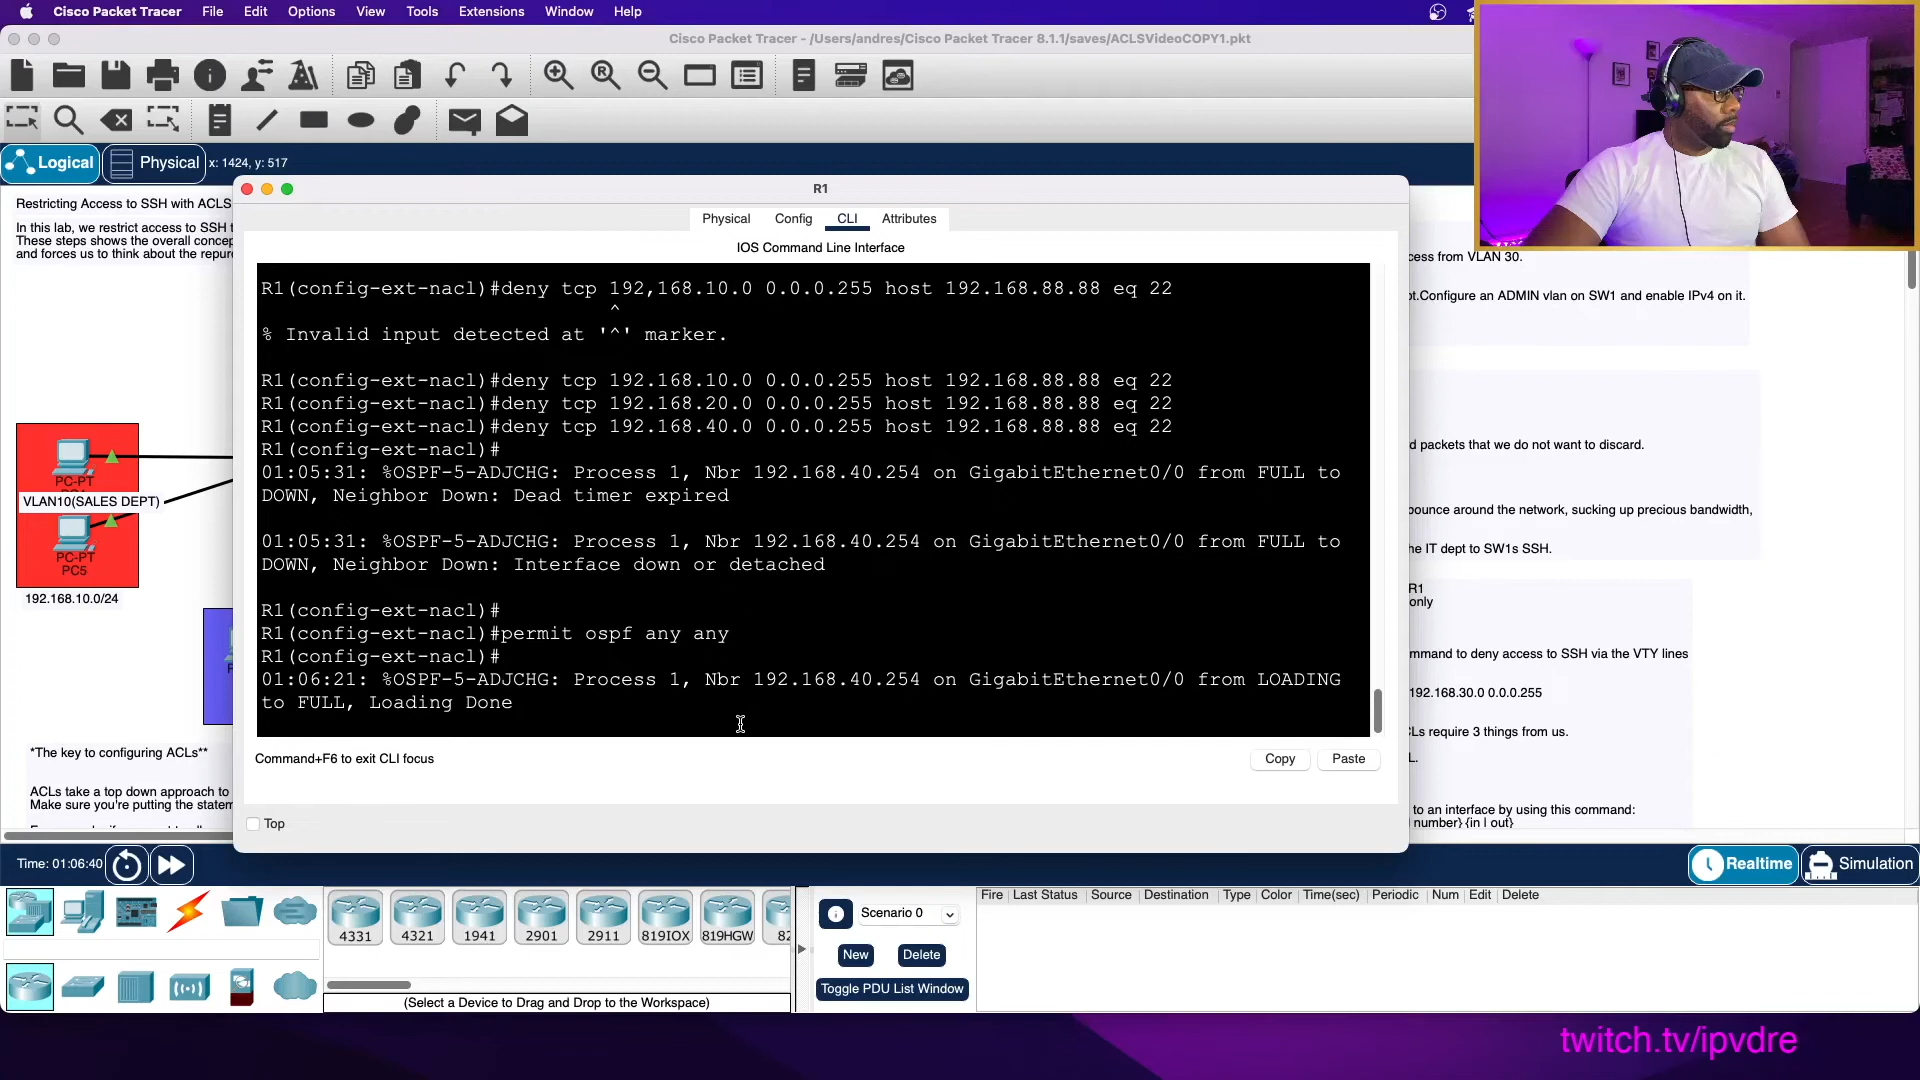 Cisco Packet Tracer File Edit Options View Tools Extensions Window Help
Cisco Packet Tracer - /Users/andres/Cisco Packet Tracer 8.1.1/saves/ACLSVideoCOPY1.pkt
Logical Physical x: 1424, y: 517
R1
Restricting Access to SSH with ACLS
In this lab, we restrict access to SSH t
These steps shows the overall concep
and forces us to think about the repurc
Physical Config CLI Attributes
IOS Command Line Interface
R1(config-ext-nacl)#deny tcp 192,168.10.0 0.0.0.255 host 192.168.88.88 eq 22
^
% Invalid input detected at '^' marker.
R1(config-ext-nacl)#deny tcp 192.168.10.0 0.0.0.255 host 192.168.88.88 eq 22
R1(config-ext-nacl)#deny tcp 192.168.20.0 0.0.0.255 host 192.168.88.88 eq 22
R1(config-ext-nacl)#deny tcp 192.168.40.0 0.0.0.255 host 192.168.88.88 eq 22
R1(config-ext-nacl)#
01:05:31: %OSPF-5-ADJCHG: Process 1, Nbr 192.168.40.254 on GigabitEthernet0/0 from FULL to
DOWN, Neighbor Down: Dead timer expired
01:05:31: %OSPF-5-ADJCHG: Process 1, Nbr 192.168.40.254 on GigabitEthernet0/0 from FULL to
DOWN, Neighbor Down: Interface down or detached
R1(config-ext-nacl)#
R1(config-ext-nacl)#permit ospf any any
R1(config-ext-nacl)#
01:06:21: %OSPF-5-ADJCHG: Process 1, Nbr 192.168.40.254 on GigabitEthernet0/0 from LOADING
to FULL, Loading Done
Command+F6 to exit CLI focus
Copy Paste
Top
PC-PT
VLAN10(SALES DEPT)
PC-PT
PC5
192.168.10.0/24
*The key to configuring ACLs**
ACLs take a top down approach to
Make sure you're putting the statem
cess from VLAN 30.
ot.Configure an ADMIN vlan on SW1 and enable IPv4 on it.
d packets that we do not want to discard.
bounce around the network, sucking up precious bandwidth,
he IT dept to SW1s SSH.
R1
only
mmand to deny access to SSH via the VTY lines
192.168.30.0 0.0.0.255
CLs require 3 things from us.
L.
to an interface by using this command:
number} {in | out}
Time: 01:06:40
Realtime Simulation
4331 4321 1941 2901 2911 819IOX 819HGW 82
(Select a Device to Drag and Drop to the Workspace)
Scenario 0
New Delete
Toggle PDU List Window
Fire Last Status Source Destination Type Color Time(sec) Periodic Num Edit Delete
twitch.tv/ipvdre